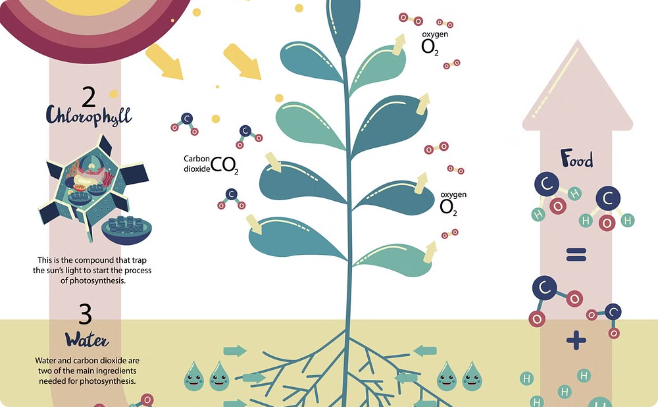 2
Chlorophyll
This is the compound that trap
the sun's light to start the process
of photosynthesis.
3
Water
Water and carbon dioxide are
two of the main ingredients
needed for photosynthesis.
C
O
O
C
O
O
Carbon
dioxide CO2
C
O
O
O
O
O
O
oxygen
O2
O
O
O
O
oxygen
O2
O
O
Food
C
H
H
O
C
H
H
O
=
C
O
O
C
O
O
+
H
H
H
H